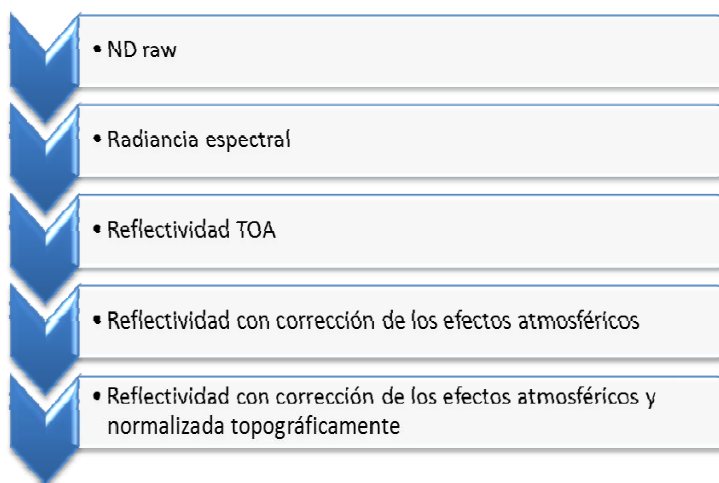 • ND raw
• Radiancia espectral
• Reflectividad TOA
• Reflectividad con corrección de los efectos atmosféricos
• Reflectividad con corrección de los efectos atmosféricos y
normalizada topográficamente